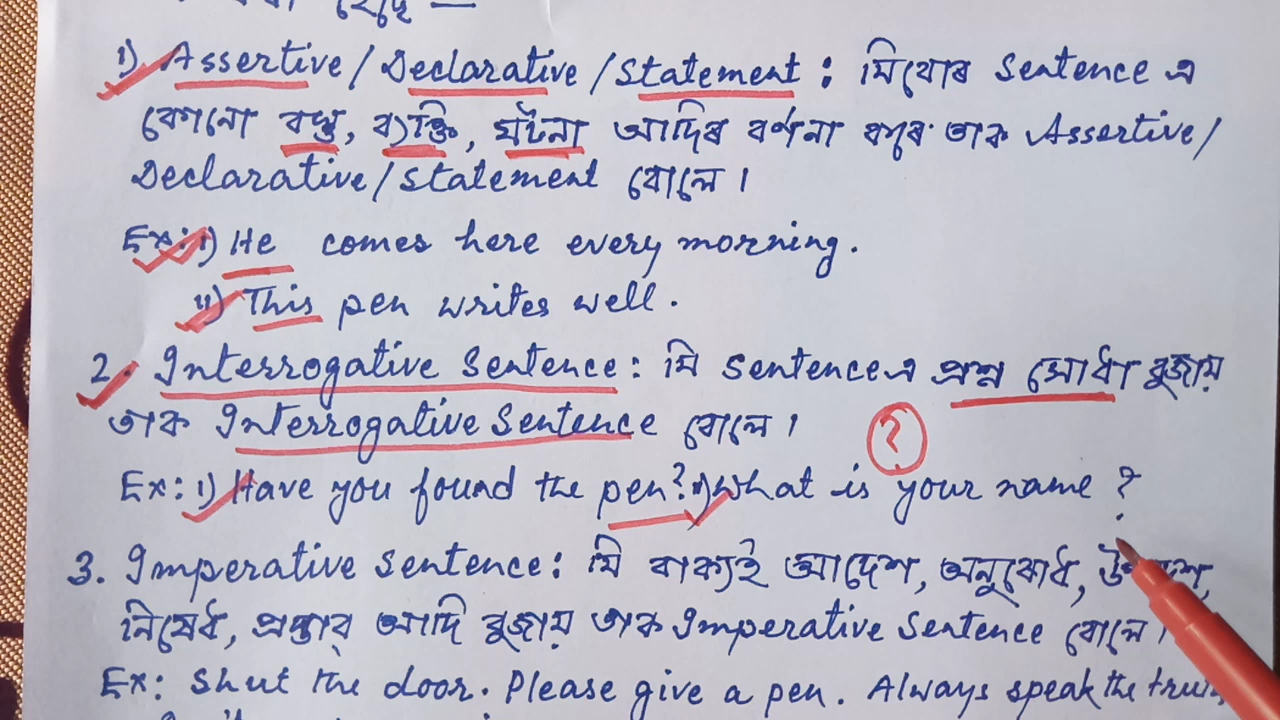 হৈছে —
1) Assertive / Declarative / Statement : যিবোৰ Sentence এ
কোনো বস্তু, ব্যক্তি, ঘটনা আদিৰ বৰ্ণনা কৰে তাক Assertive/
Declarative/statement বোলে।
Ex: i) He comes here every morning.
ii) This pen writes well.
2. Interrogative Sentence: যি sentence এ প্ৰশ্ন সোধা বুজায়
তাক Interrogative Sentence বোলে। ?
Ex: i) Have you found the pen? ii) What is your name?
3. Imperative sentence: যি বাক্যই আদেশ, অনুৰোধ,
নিষেধ, প্ৰস্তাৱ আদি বুজায় তাক Imperative Sentence বোলে।
Ex: Shut the door. Please give a pen. Always speak the truth